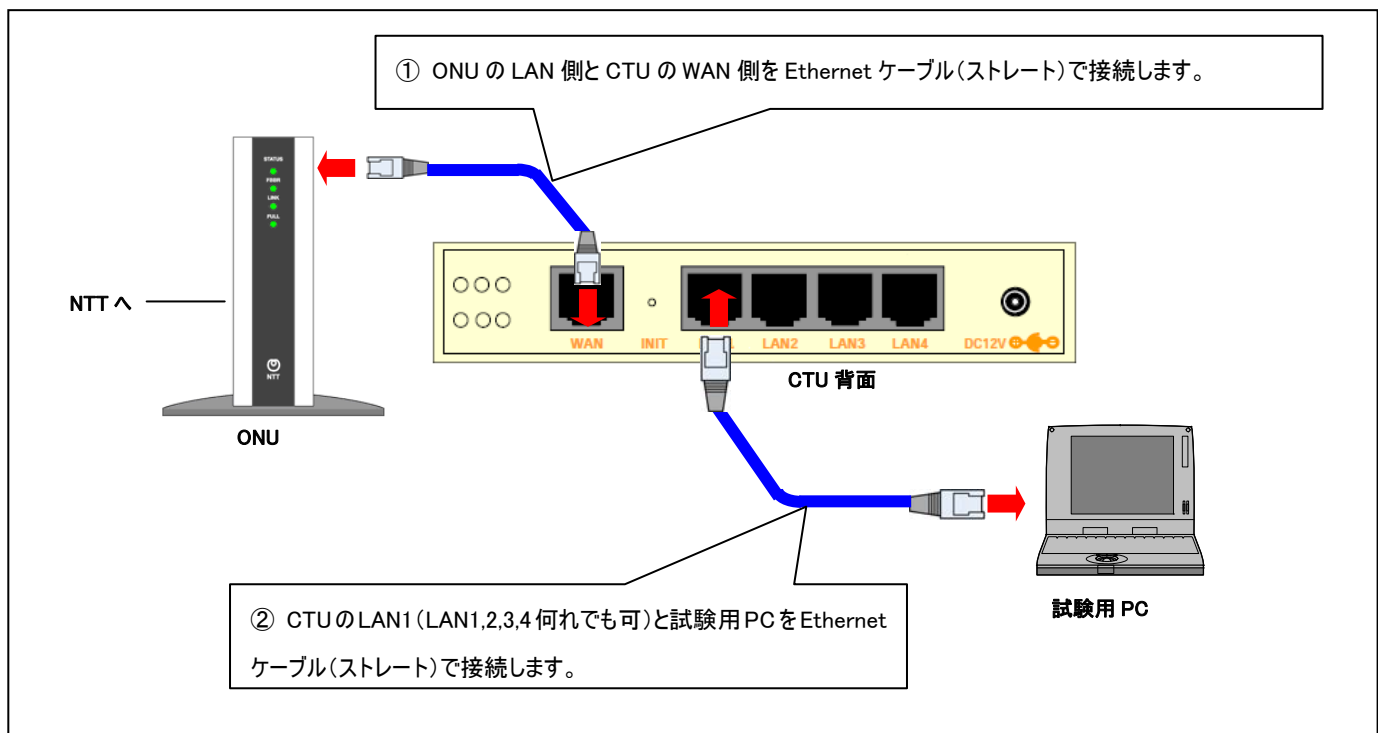 ① ONU の LAN 側と CTU の WAN 側を Ethernet ケーブル（ストレート）で接続します。
STATUS
PBSH
LINK
FULL
NTT へ
NTT
ONU
WAN
INIT
LAN2
LAN3
LAN4
DC12V
CTU 背面
② CTUのLAN1（LAN1,2,3,4 何れでも可）と試験用PCをEthernet
ケーブル（ストレート）で接続します。
試験用 PC